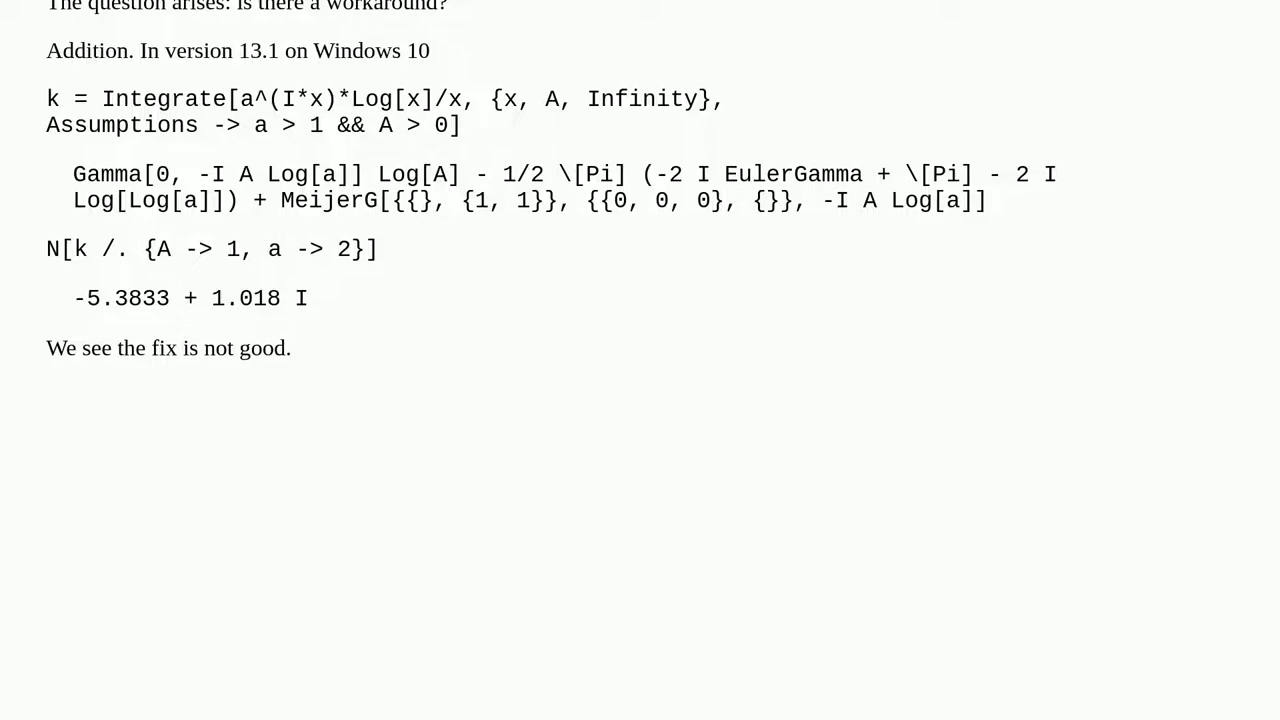 The question arises: is there a workaround?
Addition. In version 13.1 on Windows 10
k = Integrate[a^(I*x)*Log[x]/x, {x, A, Infinity},
Assumptions -> a > 1 && A > 0]
Gamma[0, -I A Log[a]] Log[A] - 1/2 \[Pi] (-2 I EulerGamma + \[Pi] - 2 I
Log[Log[a]]) + MeijerG[{{}, {1, 1}}, {{0, 0, 0}, {}}, -I A Log[a]]
N[k /. {A -> 1, a -> 2}]
-5.3833 + 1.018 I
We see the fix is not good.